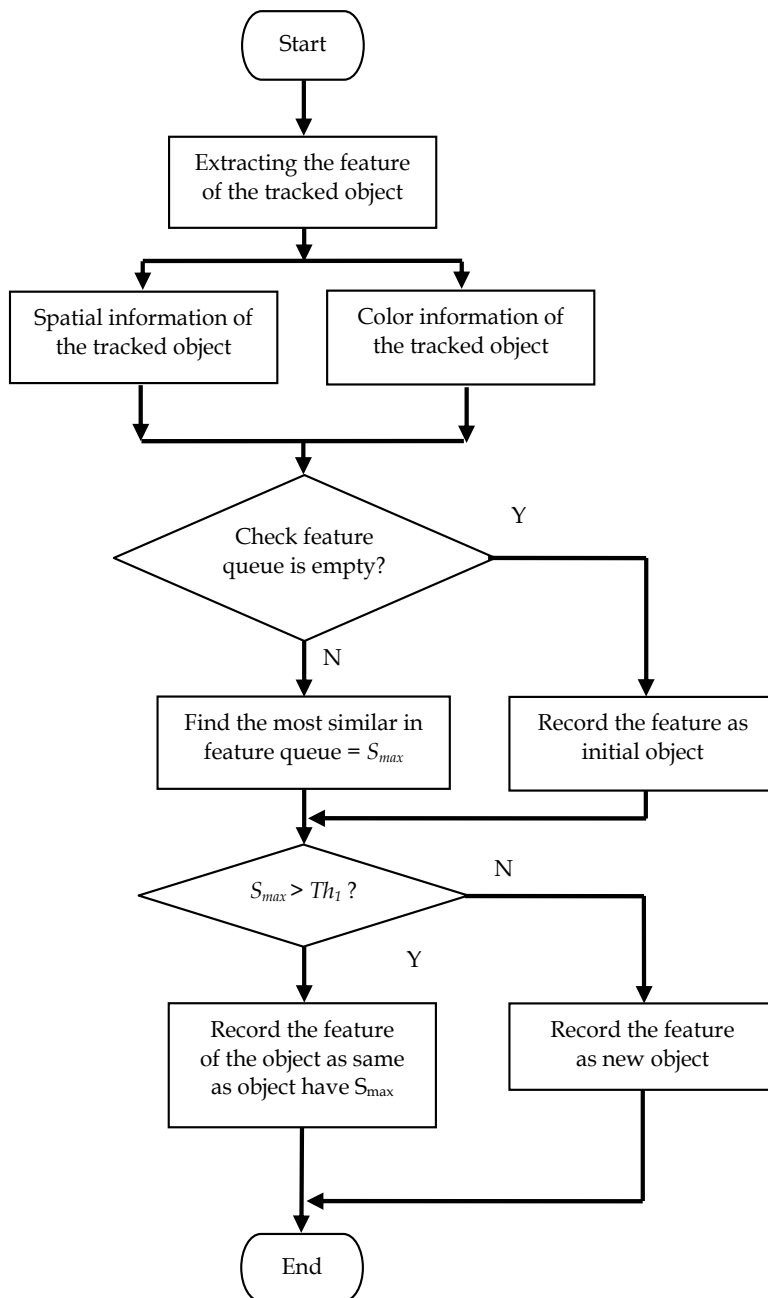 Start
Extracting the feature
of the tracked object
Spatial information of
the tracked object
Color information of
the tracked object
Check feature
queue is empty?
Y
N
Find the most similar in
feature queue = Smax
Record the feature as
initial object
Smax > Th1 ?
N
Y
Record the feature
of the object as same
as object have Smax
Record the feature
as new object
End